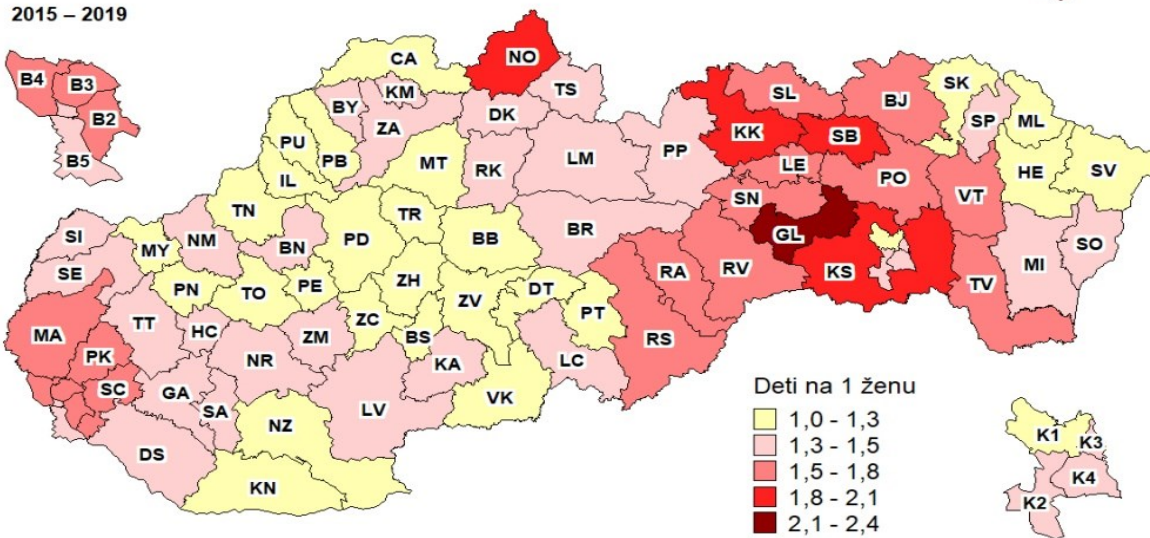 2015 – 2019
B4
B3
B2
B5
CA
NO
KM
TS
BY
ZA
DK
PU
PB
MT
RK
LM
PP
IL
SL
BJ
SK
SP
ML
KK
SB
HE
SV
LE
PO
VT
SN
GL
KS
MI
SO
TV
TN
TR
SI
NM
BN
PD
BB
BR
RA
RV
SE
MY
PN
TO
PE
ZH
ZV
DT
PT
RS
MA
TT
HC
ZM
ZC
BS
KA
LC
PK
NR
SC
GA
SA
LV
VK
DS
NZ
KN
Deti na 1 ženu
1,0 - 1,3
1,3 - 1,5
1,5 - 1,8
1,8 - 2,1
2,1 - 2,4
K1
K3
K4
K2